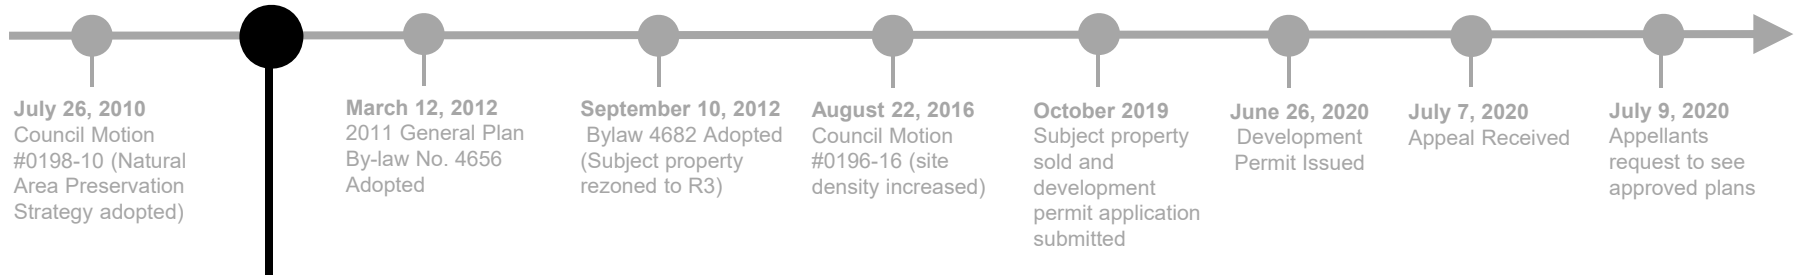 July 26, 2010
Council Motion
#0198-10 (Natural
Area Preservation
Strategy adopted)
March 12, 2012
2011 General Plan
By-law No. 4656
Adopted
September 10, 2012
Bylaw 4682 Adopted
(Subject property
rezoned to R3)
August 22, 2016
Council Motion
#0196-16 (site
density increased)
October 2019
Subject property
sold and
development
permit application
submitted
June 26, 2020
Development
Permit Issued
July 7, 2020
Appeal Received
July 9, 2020
Appellants
request to see
approved plans